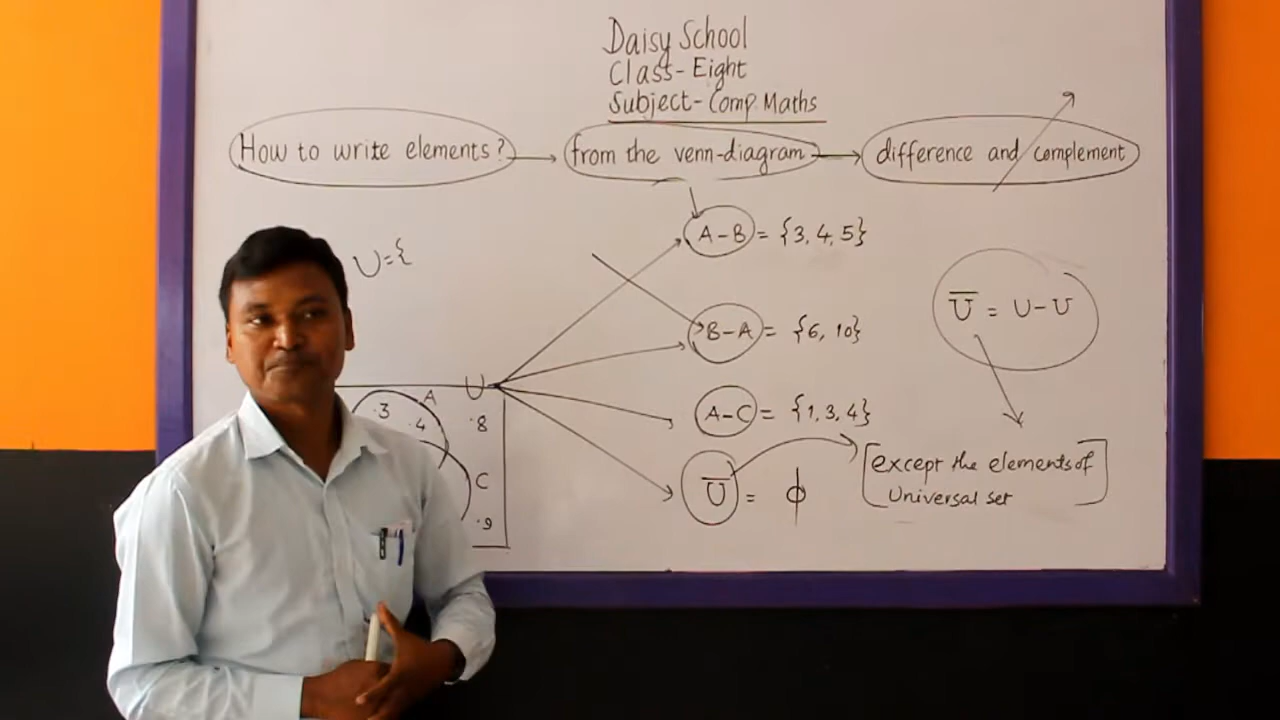 Daisy School
Class-Eight
Subject-Comp. Maths
How to write elements? from the venn-diagram difference and complement
U={
A-B = {3, 4, 5}
B-A = {6, 10}
A-C = {1, 3, 4}
U̅ = ϕ
U̅ = U-U
[except the elements of
Universal set]
A U
.3
.4
.8
C
.9